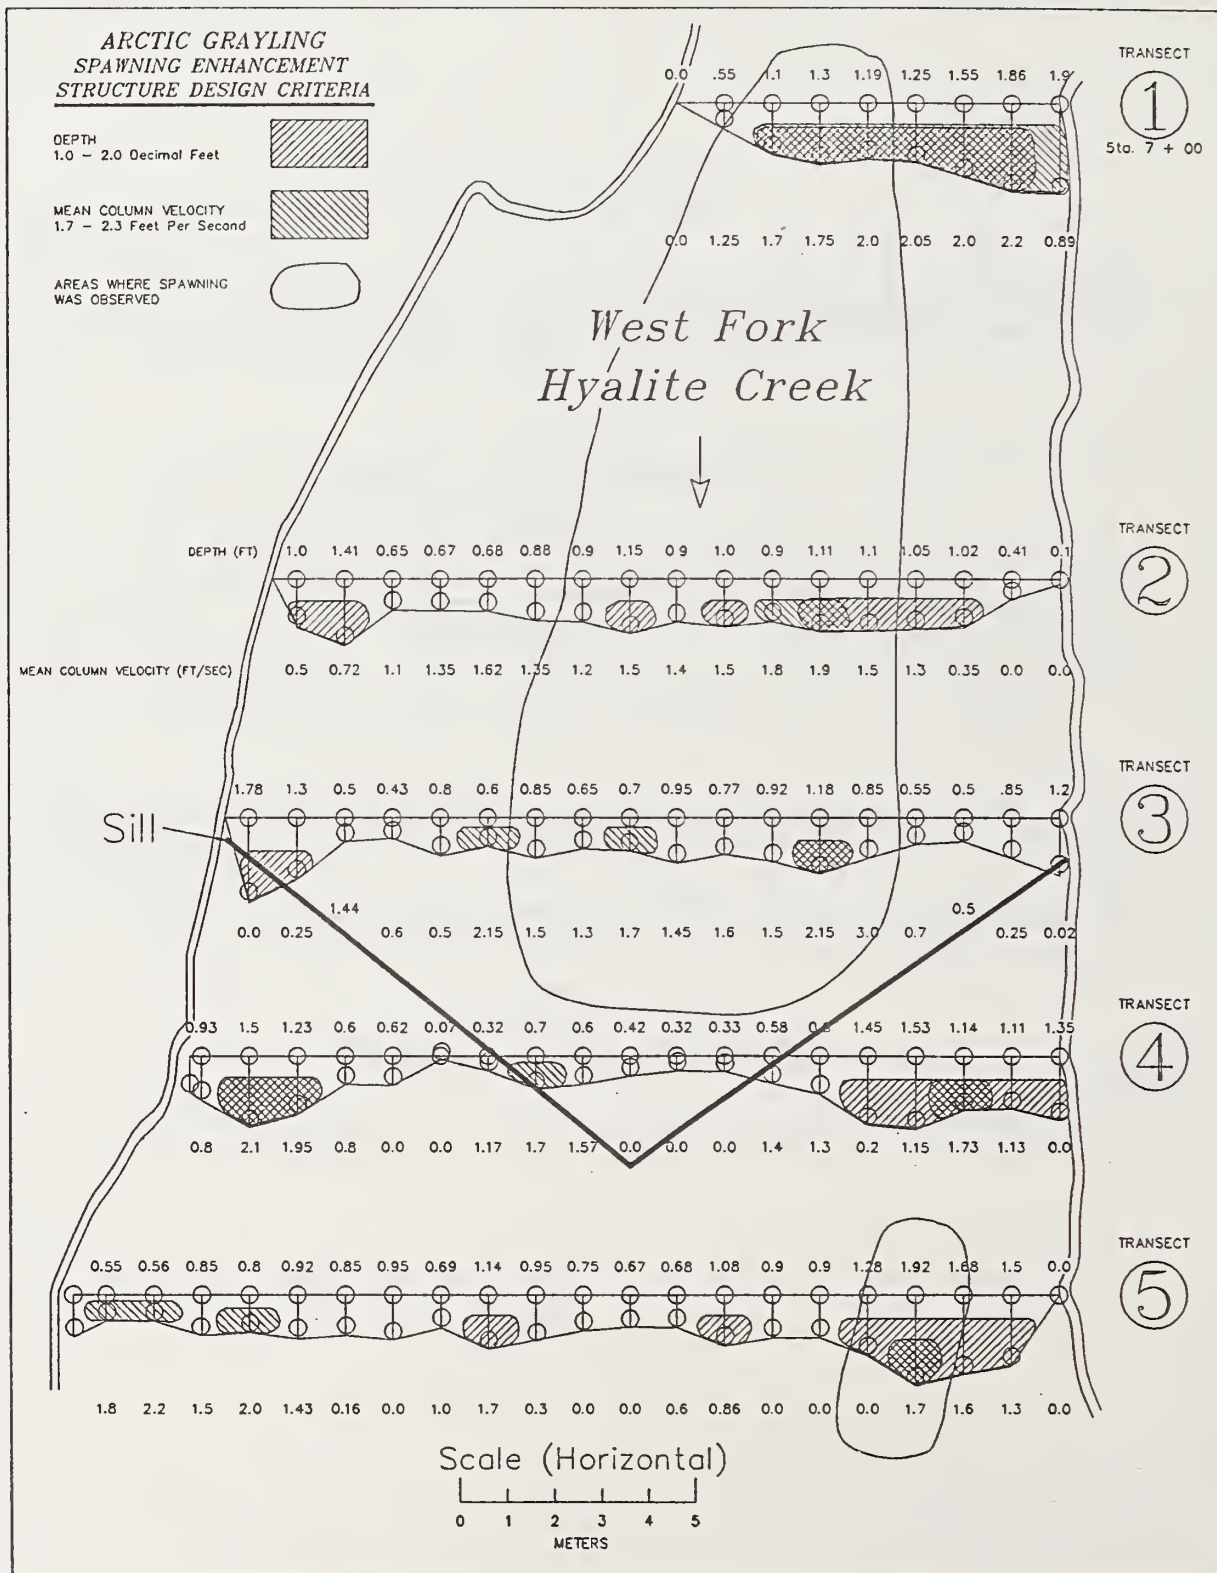 ARCTIC GRAYLING
SPAWNING ENHANCEMENT
STRUCTURE DESIGN CRITERIA
DEPTH
1.0 - 2.0 Decimal Feet
MEAN COLUMN VELOCITY
1.7 - 2.3 Feet Per Second
AREAS WHERE SPAWNING
WAS OBSERVED
TRANSECT
1
Sta. 7 + 00
0.0 .55 1.1 1.3 1.19 1.25 1.55 1.86 1.9
0.0 1.25 1.7 1.75 2.0 2.05 2.0 2.2 0.89
West Fork
Hyalite Creek
TRANSECT
2
DEPTH (FT) 1.0 1.41 0.65 0.67 0.68 0.88 0.9 1.15 0.9 1.0 0.9 1.11 1.1 1.05 1.02 0.41 0.1
MEAN COLUMN VELOCITY (FT/SEC) 0.5 0.72 1.1 1.35 1.62 1.35 1.2 1.5 1.4 1.5 1.8 1.9 1.5 1.3 0.35 0.0 0.0
TRANSECT
3
1.78 1.3 0.5 0.43 0.8 0.6 0.85 0.65 0.7 0.95 0.77 0.92 1.18 0.85 0.55 0.5 .85 1.2
Sill
1.44 0.5
0.0 0.25 0.6 0.5 2.15 1.5 1.3 1.7 1.45 1.6 1.5 2.15 3.0 0.7 0.25 0.02
TRANSECT
4
0.93 1.5 1.23 0.6 0.62 0.07 0.32 0.7 0.6 0.42 0.32 0.33 0.58 1.45 1.53 1.14 1.11 1.35
0.8 2.1 1.95 0.8 0.0 0.0 1.17 1.7 1.57 0.0 0.0 0.0 1.4 1.3 0.2 1.15 1.73 1.13 0.0
TRANSECT
5
0.55 0.56 0.85 0.8 0.92 0.85 0.95 0.69 1.14 0.95 0.75 0.67 0.68 1.08 0.9 0.9 1.28 1.92 1.68 1.5 0.0
1.8 2.2 1.5 2.0 1.43 0.16 0.0 1.0 1.7 0.3 0.0 0.0 0.6 0.86 0.0 0.0 0.0 1.7 1.6 1.3 0.0
Scale (Horizontal)
0 1 2 3 4 5
METERS